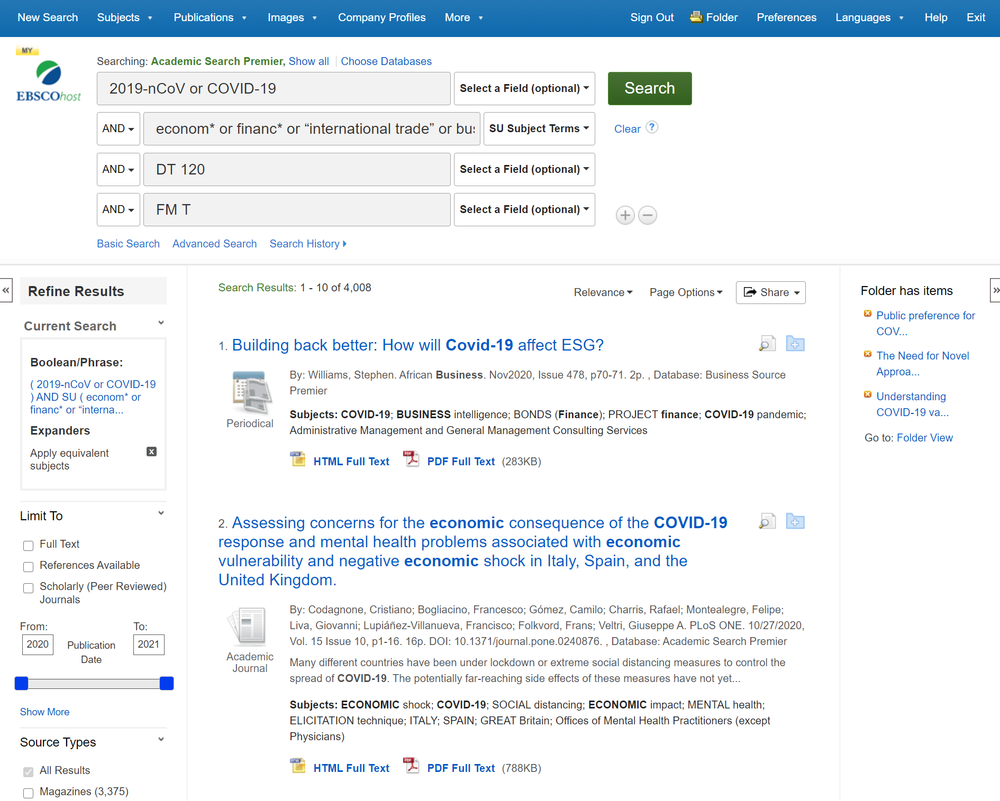 New Search Subjects Publications Images Company Profiles More Sign Out Folder Preferences Languages Help Exit
MY
EBSCOhost
Searching: Academic Search Premier, Show all Choose Databases
2019-nCoV or COVID-19 Select a Field (optional) Search
AND econom* or financ* or “international trade” or bus SU Subject Terms Clear ?
AND DT 120 Select a Field (optional)
AND FM T Select a Field (optional)
Basic Search Advanced Search Search History
«
Refine Results
Current Search
Boolean/Phrase:
( 2019-nCoV or COVID-19
) AND SU ( econom* or
financ* or “interna...
Expanders
Apply equivalent
subjects
x
Limit To
Full Text
References Available
Scholarly (Peer Reviewed)
Journals
From: To:
2020 Publication
Date 2021
Show More
Source Types
All Results
Magazines (3,375)
Search Results: 1 - 10 of 4,008
Relevance Page Options Share
1. Building back better: How will Covid-19 affect ESG?
Periodical
By: Williams, Stephen. African Business. Nov2020, Issue 478, p70-71. 2p. , Database: Business Source
Premier
Subjects: COVID-19; BUSINESS intelligence; BONDS (Finance); PROJECT finance; COVID-19 pandemic;
Administrative Management and General Management Consulting Services
HTML Full Text PDF Full Text (283KB)
2. Assessing concerns for the economic consequence of the COVID-19
response and mental health problems associated with economic
vulnerability and negative economic shock in Italy, Spain, and the
United Kingdom.
Academic
Journal
By: Codagnone, Cristiano; Bogliacino, Francesco; Gómez, Camilo; Charris, Rafael; Montealegre, Felipe;
Liva, Giovanni; Lupiáñez-Villanueva, Francisco; Folkvord, Frans; Veltri, Giuseppe A. PLoS ONE. 10/27/2020,
Vol. 15 Issue 10, p1-16. 16p. DOI: 10.1371/journal.pone.0240876. , Database: Academic Search Premier
Many different countries have been under lockdown or extreme social distancing measures to control the
spread of COVID-19. The potentially far-reaching side effects of these measures have not yet...
Subjects: ECONOMIC shock; COVID-19; SOCIAL distancing; ECONOMIC impact; MENTAL health;
ELICITATION technique; ITALY; SPAIN; GREAT Britain; Offices of Mental Health Practitioners (except
Physicians)
HTML Full Text PDF Full Text (788KB)
Folder has items
»
Public preference for
COV...
The Need for Novel
Approa...
Understanding
COVID-19 va...
Go to: Folder View